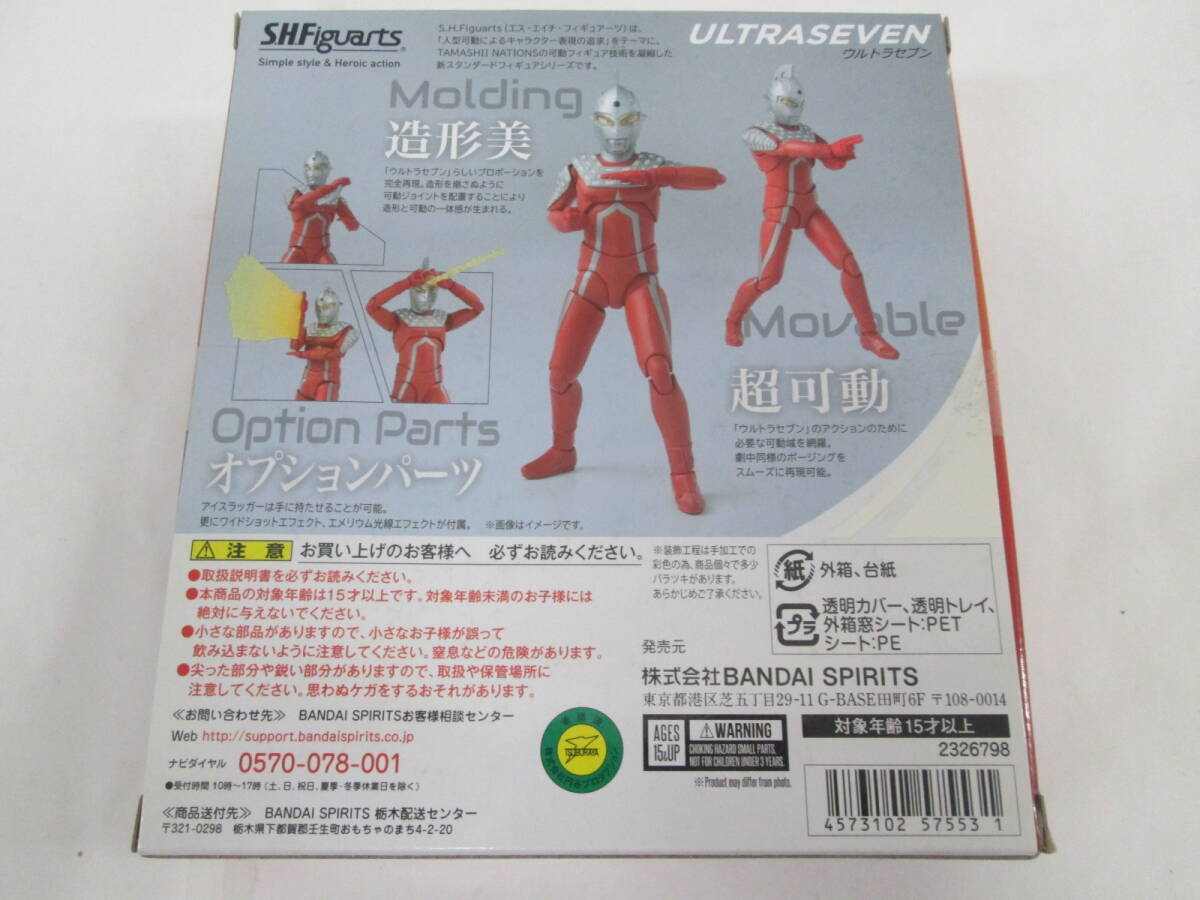 S.H.Figuarts
Simple style & Heroic action
S.H.Figuarts(エス・エイチ・フィギュアーツ)は、
「人型可動によるキャラクター表現の追求」をテーマに、
TAMASHII NATIONSの可動フィギュア技術を凝縮した
新スタンダードフィギュアシリーズです。
ULTRASEVEN
ウルトラセブン
Molding
造形美
「ウルトラセブン」らしいプロポーションを
完全再現。造形を崩さぬように
可動ジョイントを配置することにより
造形と可動の一体感が生まれる。
Movable
超可動
「ウルトラセブン」のアクションのために
必要な可動域を網羅。
劇中同様のポージングを
スムーズに再現可能。
Option Parts
オプションパーツ
アイスラッガーは手に持たせることが可能。
更にワイドショットエフェクト、エメリウム光線エフェクトが付属。 ※画像はイメージです。
注意 お買い上げのお客様へ 必ずお読みください。
●取扱説明書を必ずお読みください。
●本商品の対象年齢は15才以上です。対象年齢未満のお子様には
絶対に与えないでください。
●小さな部品がありますので、小さなお子様が誤って
飲み込まないように注意してください。窒息などの危険があります。
●尖った部分や鋭い部分がありますので、取扱や保管場所に
注意してください。思わぬケガをするおそれがあります。
≪お問い合わせ先≫ BANDAI SPIRITSお客様相談センター
Web http://support.bandaispirits.co.jp
ナビダイヤル 0570-078-001
●受付時間 10時〜17時(土、日、祝日、夏季・冬季休業日を除く)
≪商品送付先≫ BANDAI SPIRITS 栃木配送センター
〒321-0298 栃木県下都賀郡壬生町おもちゃのまち4-2-20
※装飾工程は手加工での
彩色の為、商品個々で多少
バラツキがあります。
あらかじめご了承ください。
紙 外箱、台紙
プラ 透明カバー、透明トレイ、
外箱窓シート:PET
シート:PE
発売元
株式会社BANDAI SPIRITS
東京都港区芝五丁目29-11 G-BASE田町6F 〒108-0014
TSUBURAYA
株式会社円谷プロダクション
AGES
15&UP
WARNING
CHOKING HAZARD SMALL PARTS.
NOT FOR CHILDREN UNDER 3 YEARS.
※Product may differ from photo.
対象年齢15才以上
2326798
4573102 57553 1